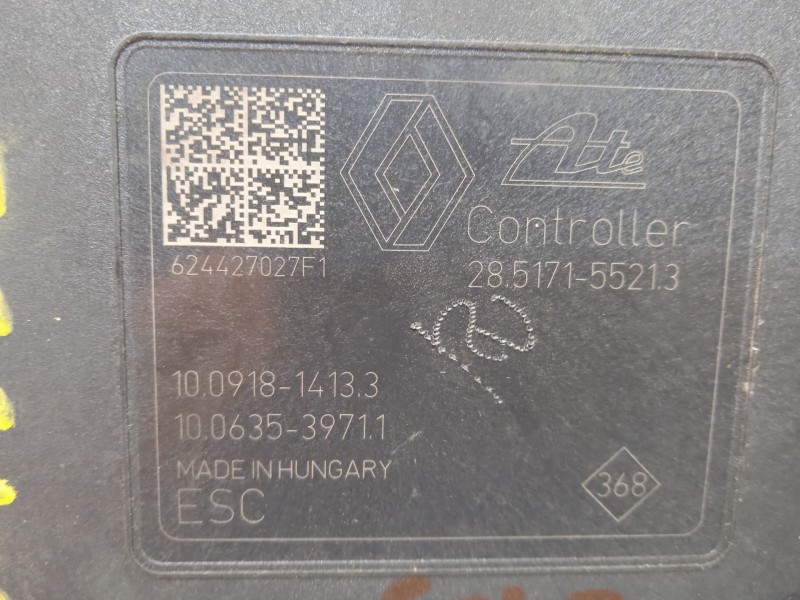 Ate
624427027F1
Controller
28.5171-5521.3
10.0918-1413.3
10.0635-3971.1
MADE IN HUNGARY
ESC
368